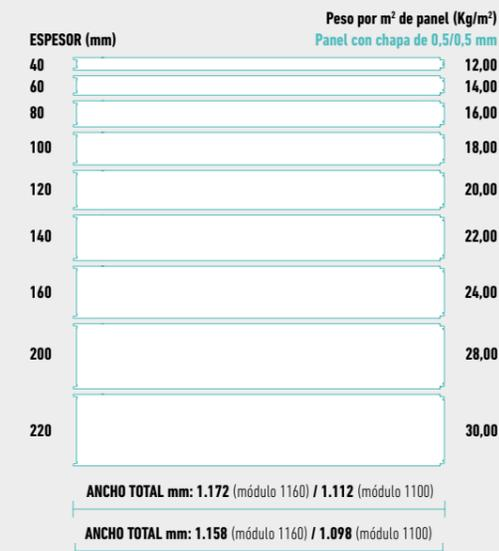 Peso por m² de panel (Kg/m²)
ESPESOR (mm) Panel con chapa de 0,5/0,5 mm
40 12,00
60 14,00
80 16,00
100 18,00
120 20,00
140 22,00
160 24,00
200 28,00
220 30,00
ANCHO TOTAL mm: 1.172 (módulo 1160) / 1.112 (módulo 1100)
ANCHO TOTAL mm: 1.158 (módulo 1160) / 1.098 (módulo 1100)